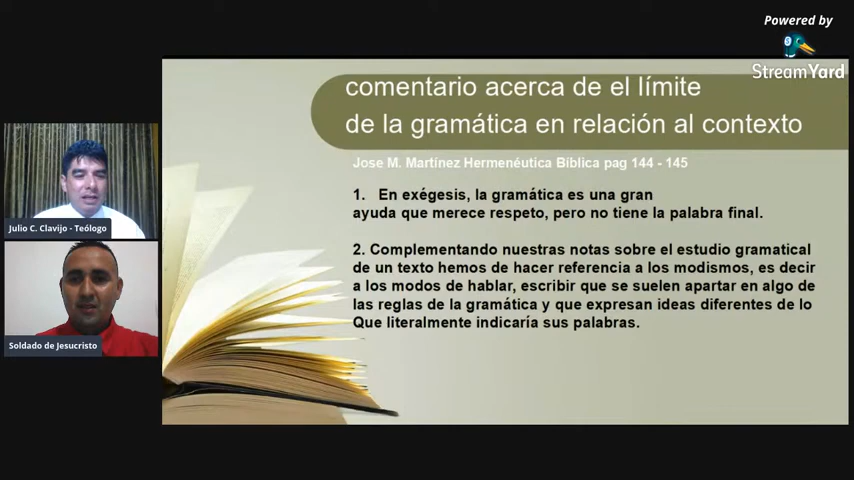 Powered by
StreamYard
comentario acerca de el límite
de la gramática en relación al contexto
Jose M. Martínez Hermenéutica Bíblica pag 144 - 145
1. En exégesis, la gramática es una gran
ayuda que merece respeto, pero no tiene la palabra final.
2. Complementando nuestras notas sobre el estudio gramatical
de un texto hemos de hacer referencia a los modismos, es decir
a los modos de hablar, escribir que se suelen apartar en algo de
las reglas de la gramática y que expresan ideas diferentes de lo
Que literalmente indicaría sus palabras.
Julio C. Clavijo - Teólogo
Soldado de Jesucristo